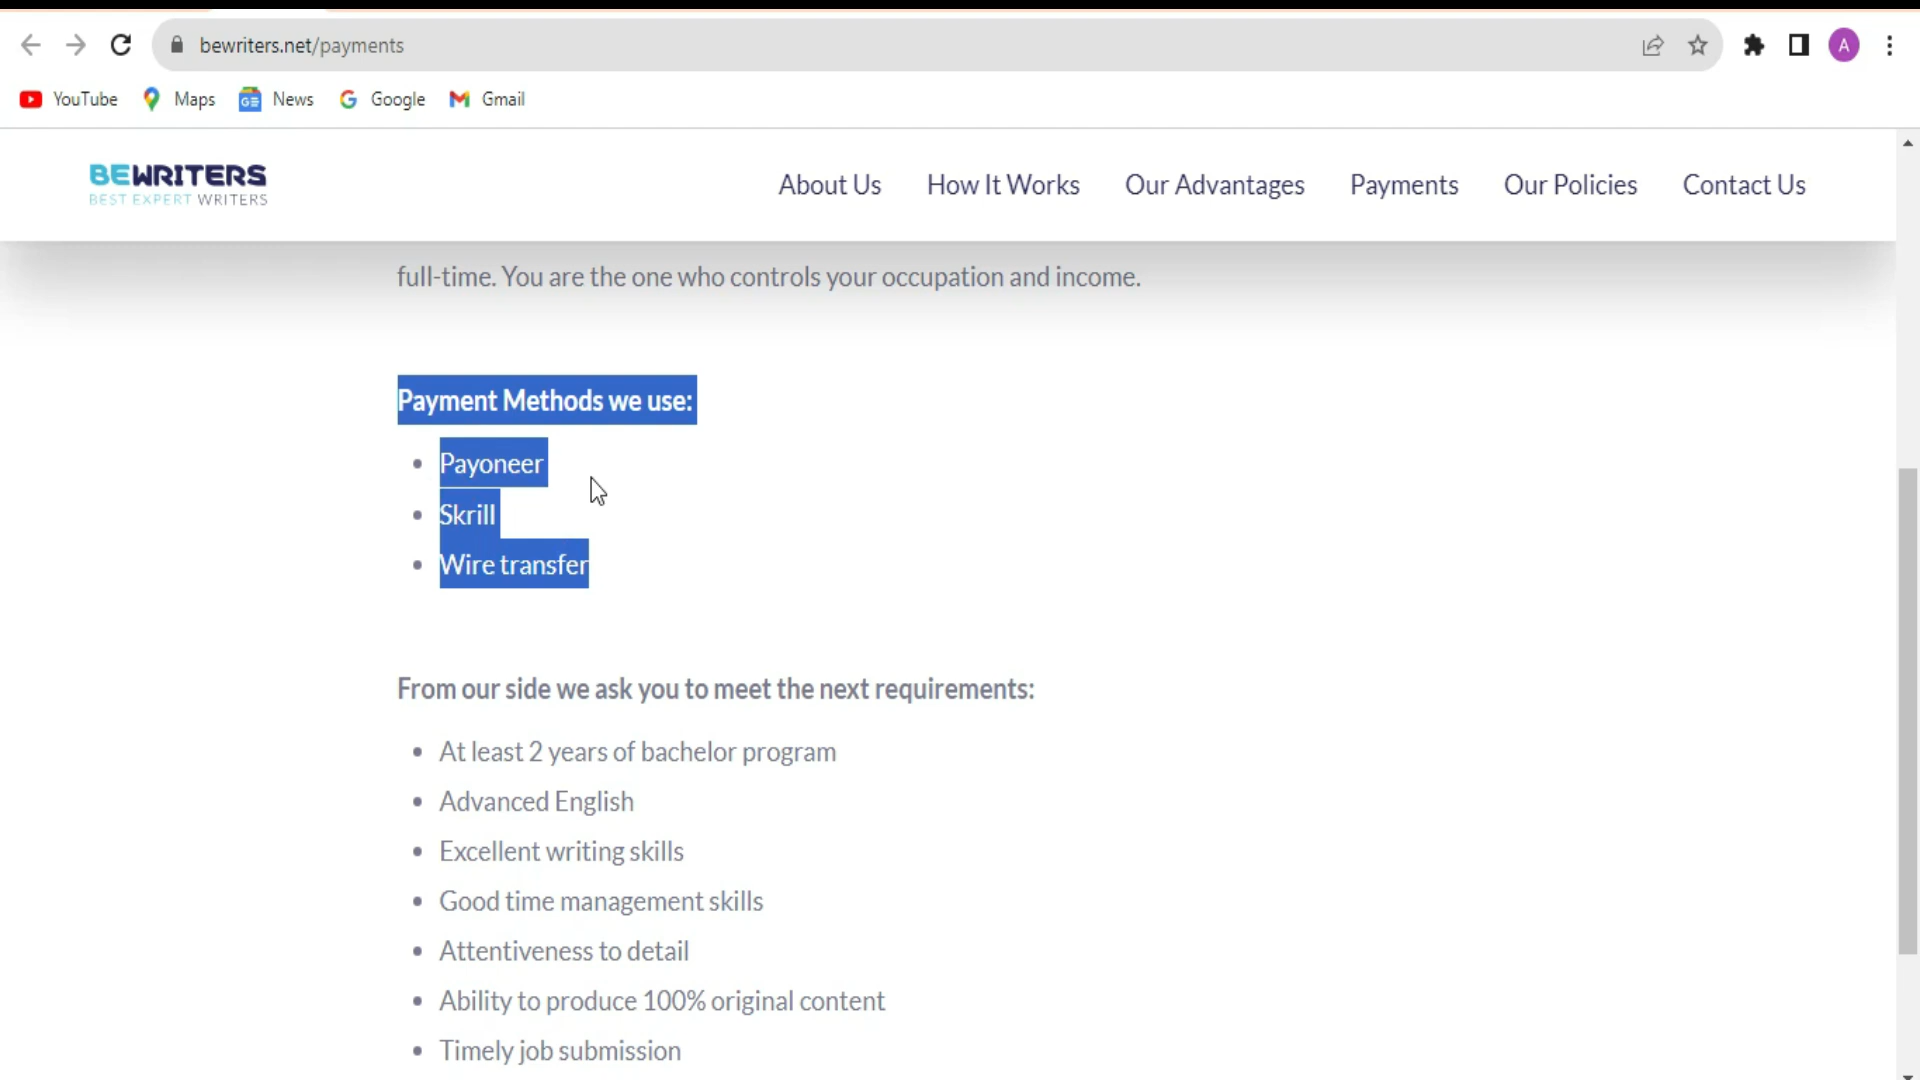 bewriters.net/payments
A
YouTube Maps News Google Gmail
BEWRITERS
BEST EXPERT WRITERS
About Us How It Works Our Advantages Payments Our Policies Contact Us
full-time. You are the one who controls your occupation and income.
Payment Methods we use:
Payoneer
Skrill
Wire transfer
From our side we ask you to meet the next requirements:
At least 2 years of bachelor program
Advanced English
Excellent writing skills
Good time management skills
Attentiveness to detail
Ability to produce 100% original content
Timely job submission